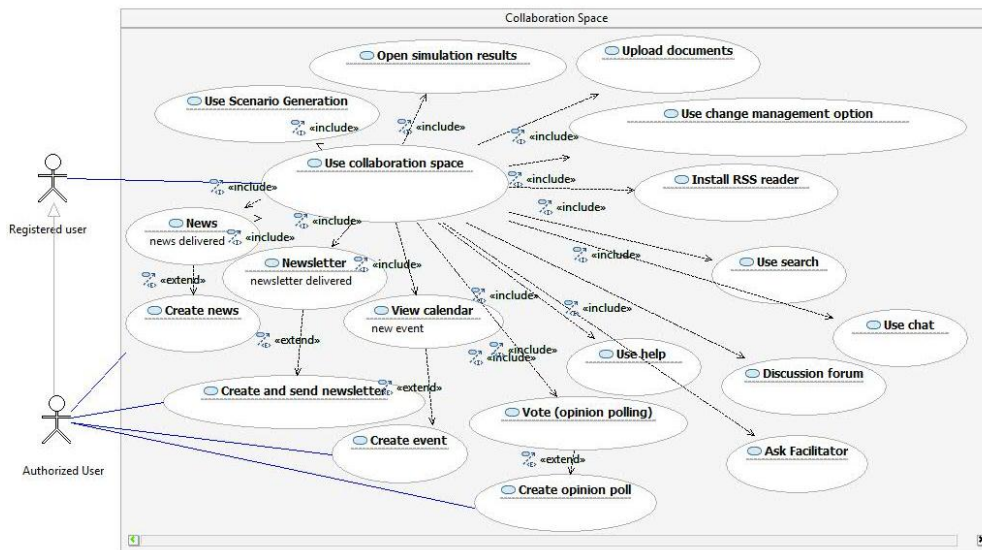 Collaboration Space
Open simulation results
Upload documents
Use Scenario Generation
«include»
«include»
«include»
Use change management option
Use collaboration space
Install RSS reader
«include»
«include»
Registered user
News
news delivered
«include»
«include»
Newsletter
newsletter delivered
«include»
«include»
Use search
«extend»
Create news
View calendar
new event
«include»
«include»
Use chat
«extend»
«include»
«include»
Use help
Discussion forum
Create and send newsletter
«extend»
Vote (opinion polling)
Authorized User
Create event
Ask Facilitator
«extend»
Create opinion poll